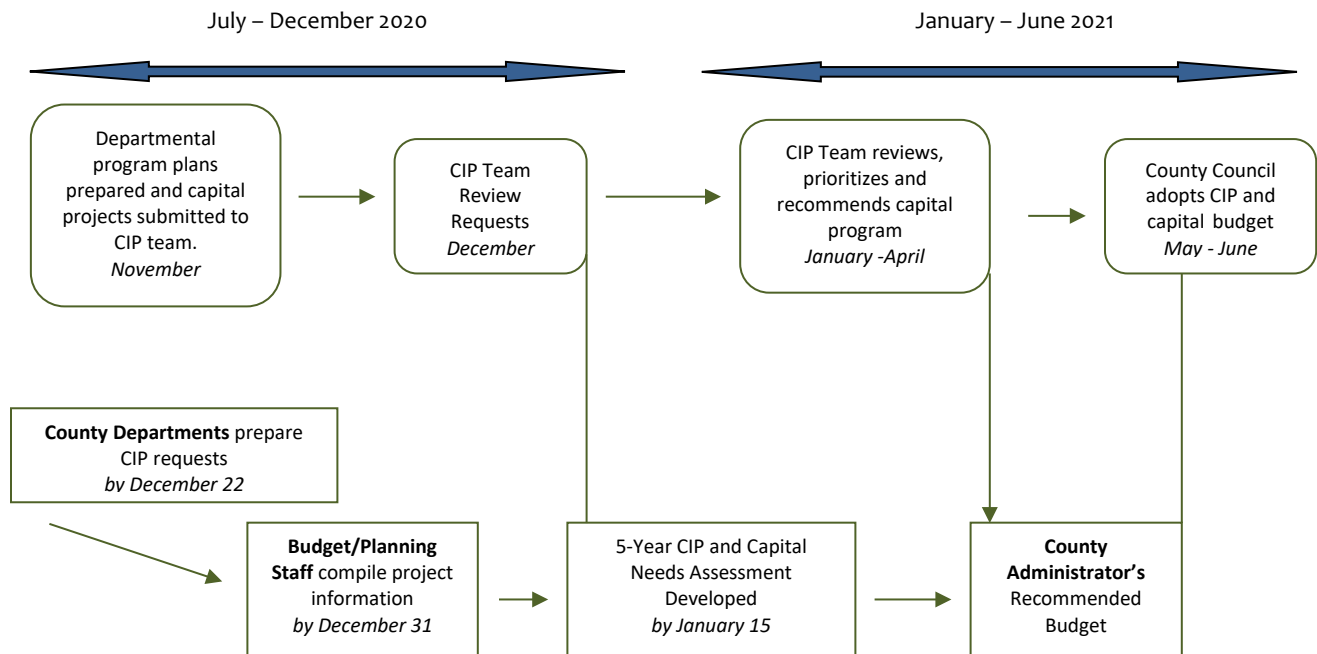 July – December 2020
January – June 2021
Departmental
program plans
prepared and capital
projects submitted to
CIP team.
November
CIP Team
Review
Requests
December
CIP Team reviews,
prioritizes and
recommends capital
program
January -April
County Council
adopts CIP and
capital budget
May - June
County Departments prepare
CIP requests
by December 22
Budget/Planning
Staff compile project
information
by December 31
5-Year CIP and Capital
Needs Assessment
Developed
by January 15
County
Administrator’s
Recommended
Budget